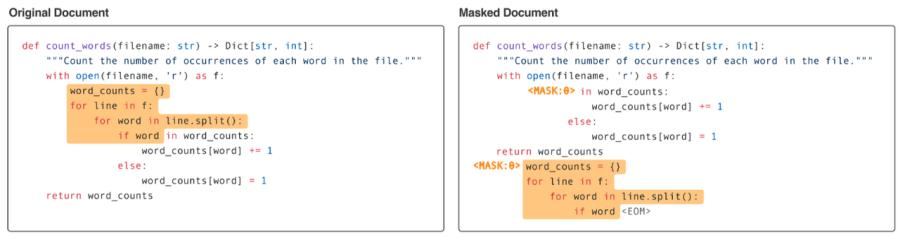 Original Document
def count_words(filename: str) -> Dict[str, int]:
"""Count the number of occurrences of each word in the file."""
with open(filename, 'r') as f:
word_counts = {}
for line in f:
for word in line.split():
if word in word_counts:
word_counts[word] += 1
else:
word_counts[word] = 1
return word_counts
Masked Document
def count_words(filename: str) -> Dict[str, int]:
"""Count the number of occurrences of each word in the file."""
with open(filename, 'r') as f:
<MASK:0> in word_counts:
word_counts[word] += 1
else:
word_counts[word] = 1
return word_counts
<MASK:0> word_counts = {}
for line in f:
for word in line.split():
if word <EOM>